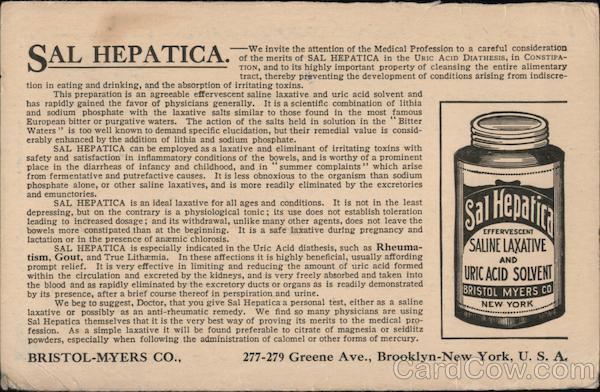 SAL HEPATICA.—We invite the attention of the Medical Profession to a careful consideration
of the merits of SAL HEPATICA in the URIC ACID DIATHESIS, in CONSTIPA-
TION, and to its highly important property of cleansing the entire alimentary
tract, thereby preventing the development of conditions arising from indiscre-
tion in eating and drinking, and the absorption of irritating toxins.
This preparation is an agreeable effervescent saline laxative and uric acid solvent and
has rapidly gained the favor of physicians generally. It is a scientific combination of lithia
and sodium phosphate with the laxative salts similar to those found in the most famous
European bitter or purgative waters. The action of the salts held in solution in the "Bitter
Waters" is too well known to demand specific elucidation, but their remedial value is consid-
erably enhanced by the addition of lithia and sodium phosphate.
SAL HEPATICA can be employed as a laxative and eliminant of irritating toxins with
safety and satisfaction in inflammatory conditions of the bowels, and is worthy of a prominent
place in the diarrheas of infancy and childhood, and in "summer complaints" which arise
from fermentative and putrefactive causes. It is less obnoxious to the organism than sodium
phosphate alone, or other saline laxatives, and is more readily eliminated by the excretories
and emunctories.
SAL HEPATICA is an ideal laxative for all ages and conditions. It is not in the least
depressing, but on the contrary is a physiological tonic; its use does not establish toleration
leading to increased dosage; and its withdrawal, unlike many other agents, does not leave the
bowels more constipated than at the beginning. It is a safe laxative during pregnancy and
lactation or in the presence of anæmic chlorosis.
SAL HEPATICA is especially indicated in the Uric Acid diathesis, such as Rheuma-
tism, Gout, and True Lithæmia. In these affections it is highly beneficial, usually affording
prompt relief. It is very effective in limiting and reducing the amount of uric acid formed
within the circulation and excreted by the kidneys, and is very freely absorbed and taken into
the blood and as rapidly eliminated by the excretory ducts or organs as is readily demonstrated
by its presence, after a brief course thereof in perspiration and urine.
We beg to suggest, Doctor, that you give Sal Hepatica a personal test, either as a saline
laxative or possibly as an anti-rheumatic remedy. We find so many physicians are using
Sal Hepatica themselves that it is the very best way of proving its merits to the medical pro-
fession. As a simple laxative it will be found preferable to citrate of magnesia or seidlitz
powders, especially when following the administration of calomel or other forms of mercury.
BRISTOL-MYERS CO., 277-279 Greene Ave., Brooklyn-New York, U. S. A.
Sal Hepatica
EFFERVESCENT
SALINE LAXATIVE
AND
URIC ACID SOLVENT
BRISTOL MYERS CO
NEW YORK
CardCow.com